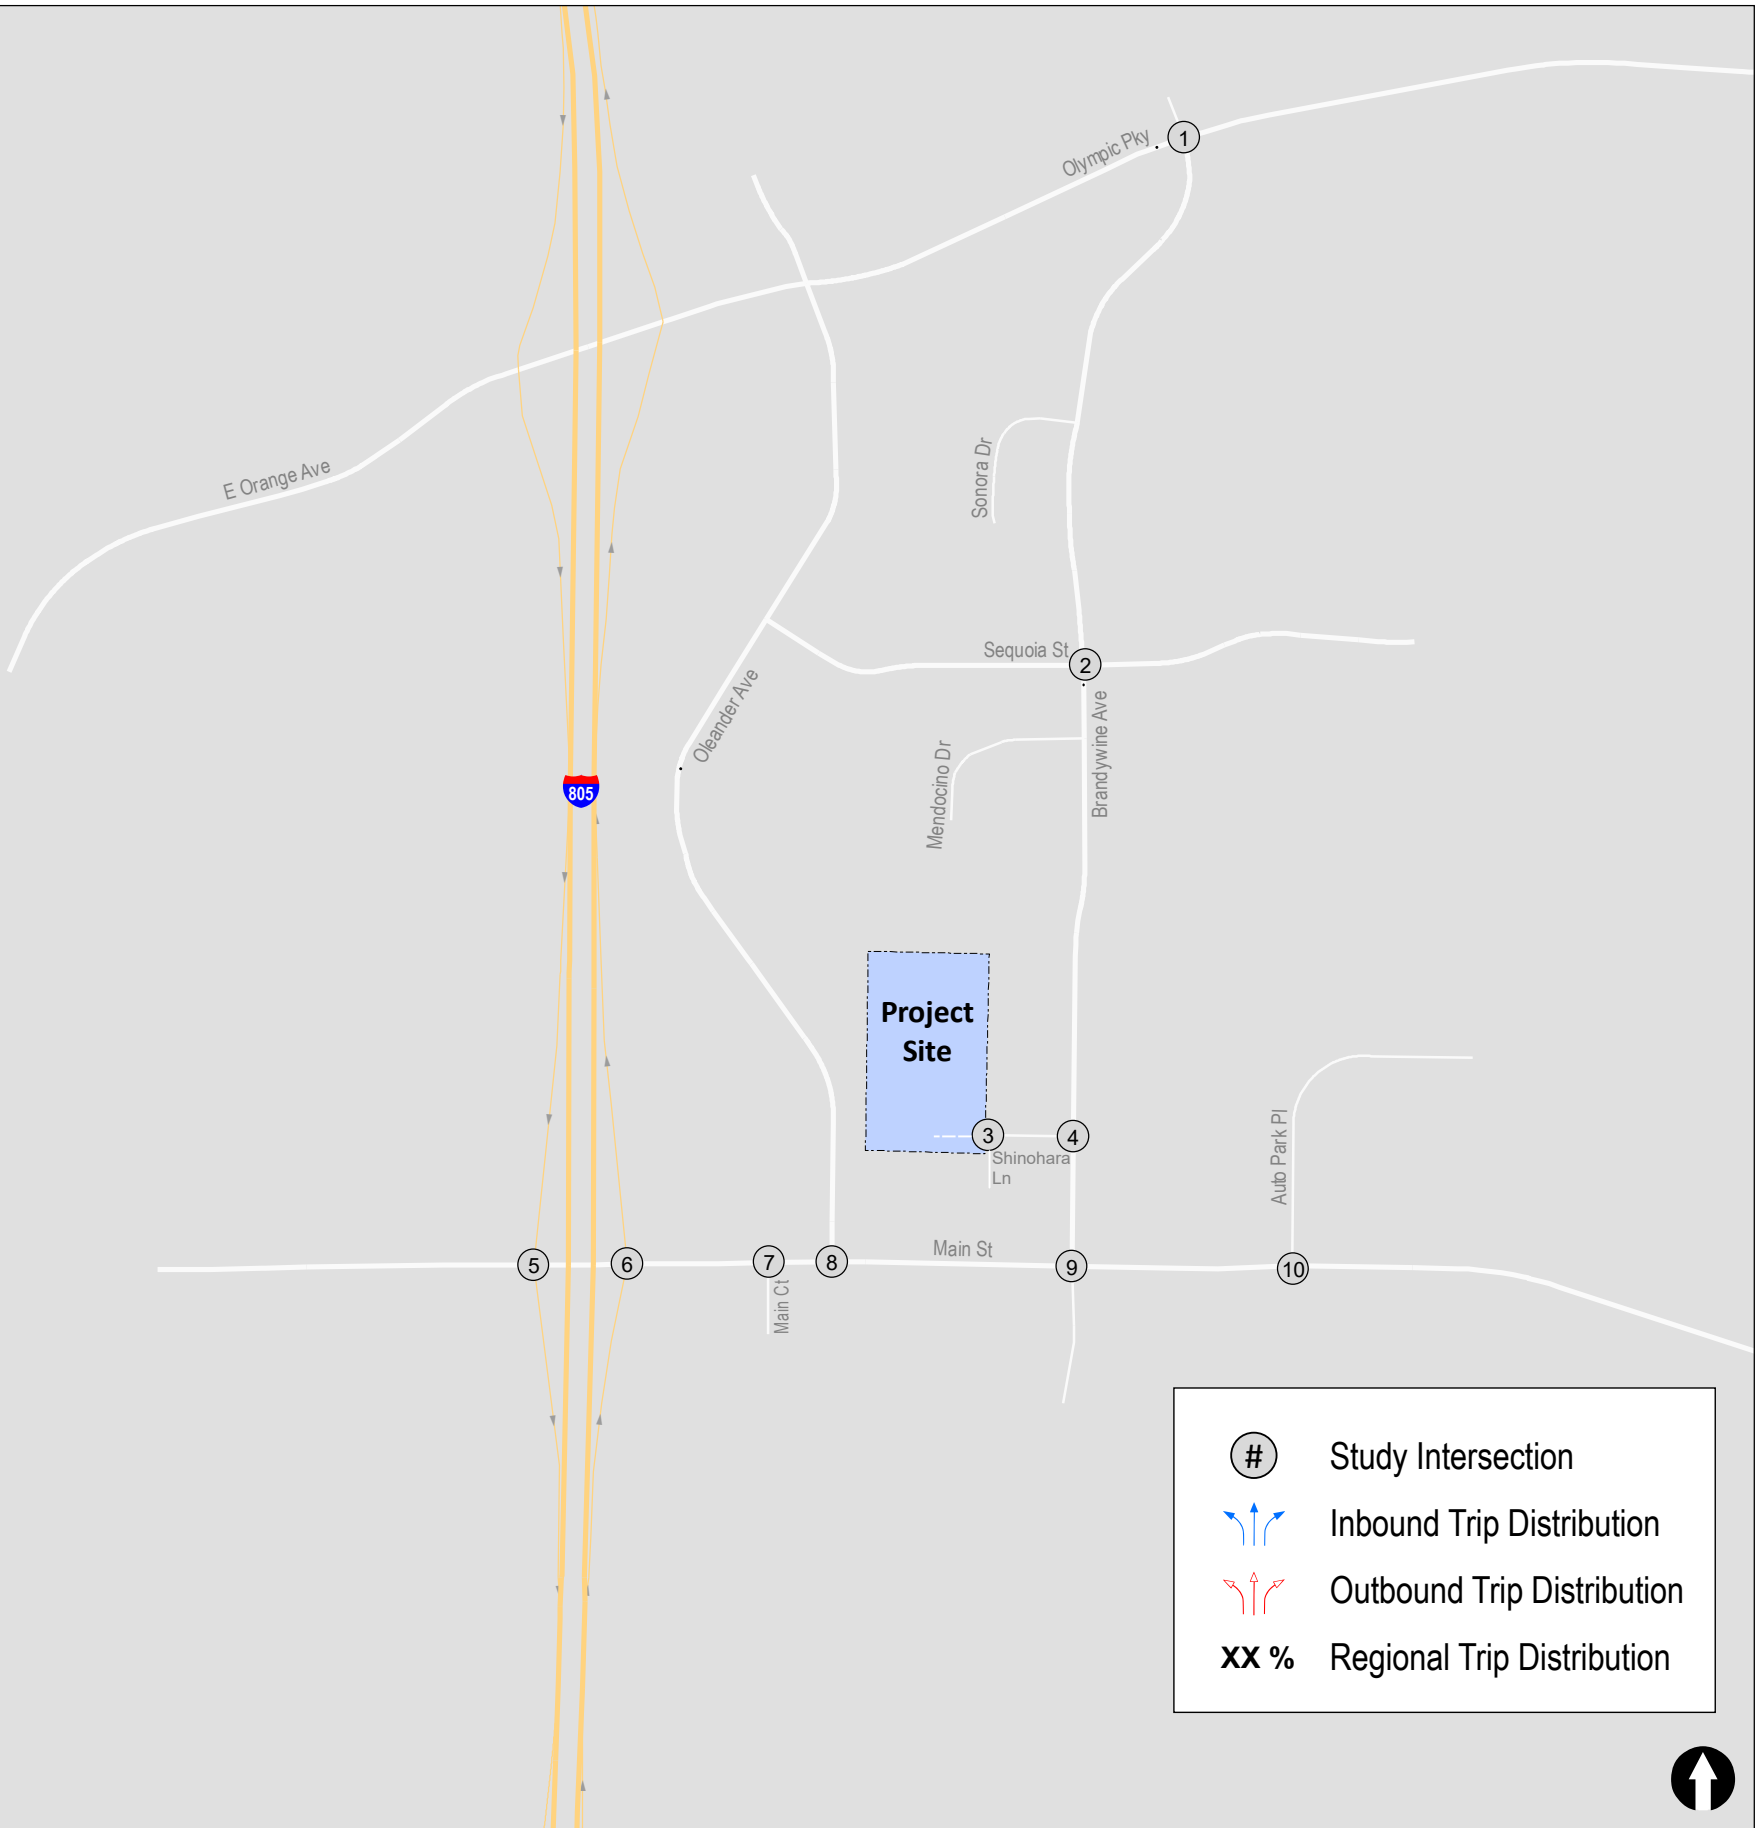 Olympic Pky
1
E Orange Ave
Sonora Dr
Sequoia St
2
Oleander Ave
Brandywine Ave
Mendocino Dr
805
Project
Site
3
4
Shinohara
Ln
Auto Park Pl
5
6
7
8
Main St
9
10
Main Ct
# Study Intersection
Inbound Trip Distribution
Outbound Trip Distribution
XX % Regional Trip Distribution